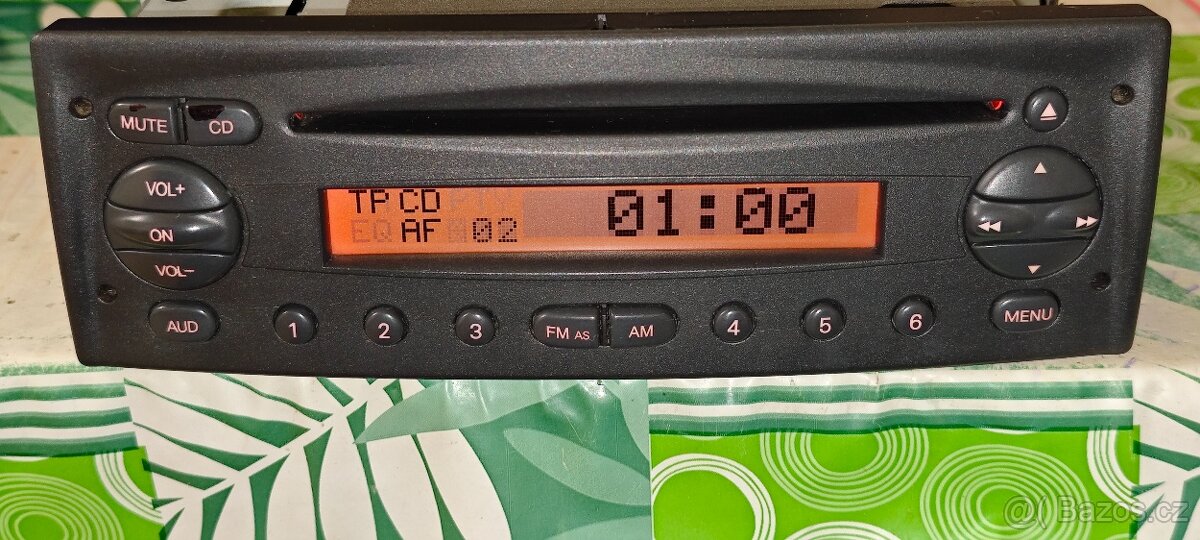 MUTE CD
VOL+
ON
VOL-
TP CD PTY 01:00
EQ AF 02
AUD 1 2 3 FM AS AM 4 5 6 MENU
@( Bazos.cz